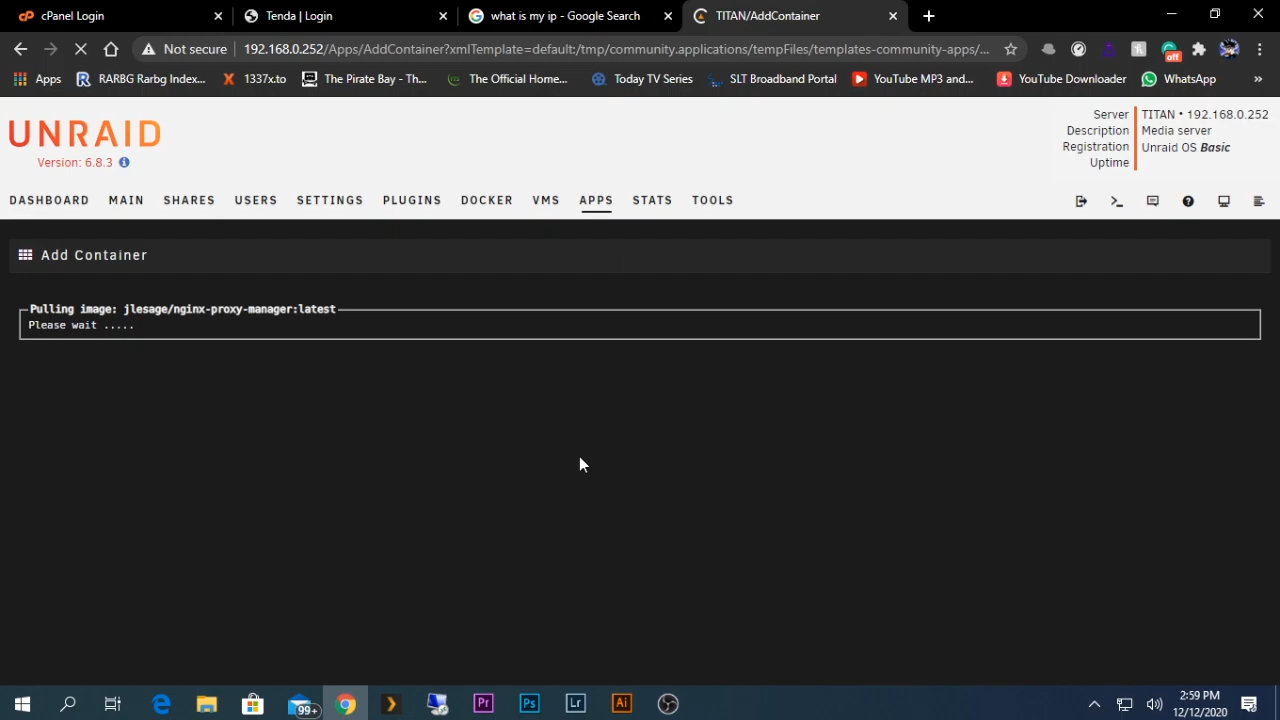 cPanel Login
Tenda | Login
what is my ip - Google Search
TITAN/AddContainer
Not secure
192.168.0.252/Apps/AddContainer?xmlTemplate=default:/tmp/community.applications/tempFiles/templates-community-apps/...
off
Apps
RARBG Rarbg Index...
1337x.to
The Pirate Bay - Th...
The Official Home...
Today TV Series
SLT Broadband Portal
YouTube MP3 and...
YouTube Downloader
WhatsApp
»
UNRAID
Version: 6.8.3
Server TITAN • 192.168.0.252
Description Media server
Registration Unraid OS Basic
Uptime
DASHBOARD MAIN SHARES USERS SETTINGS PLUGINS DOCKER VMS APPS STATS TOOLS
Add Container
Pulling image: jlesage/nginx-proxy-manager:latest
Please wait .....
99+
Pr
Ps
Lr
Ai
2:59 PM
12/12/2020